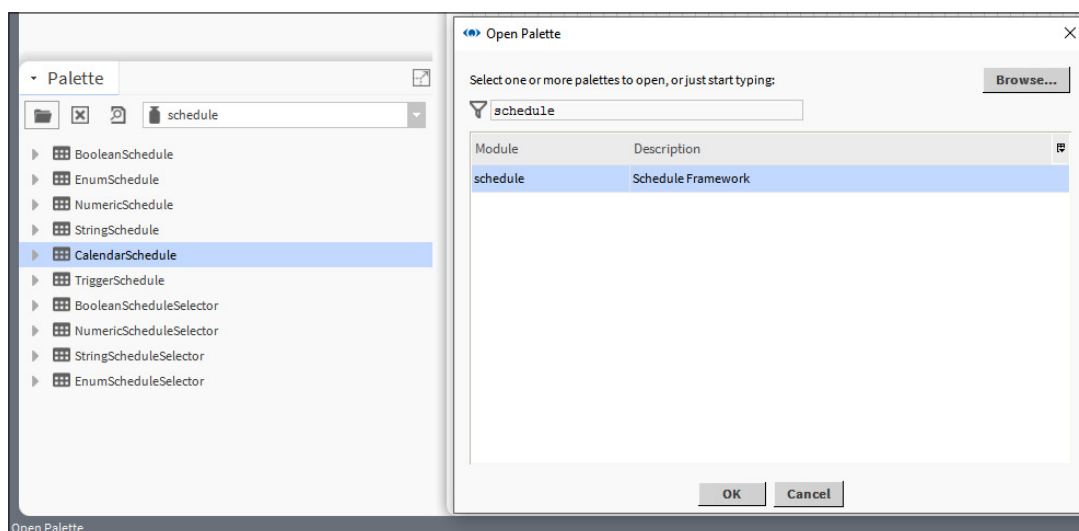 Palette
schedule
BooleanSchedule
EnumSchedule
NumericSchedule
StringSchedule
CalendarSchedule
TriggerSchedule
BooleanScheduleSelector
NumericScheduleSelector
StringScheduleSelector
EnumScheduleSelector
Open Palette
Open Palette
Select one or more palettes to open, or just start typing:
Browse...
schedule
Module Description
schedule Schedule Framework
OK Cancel